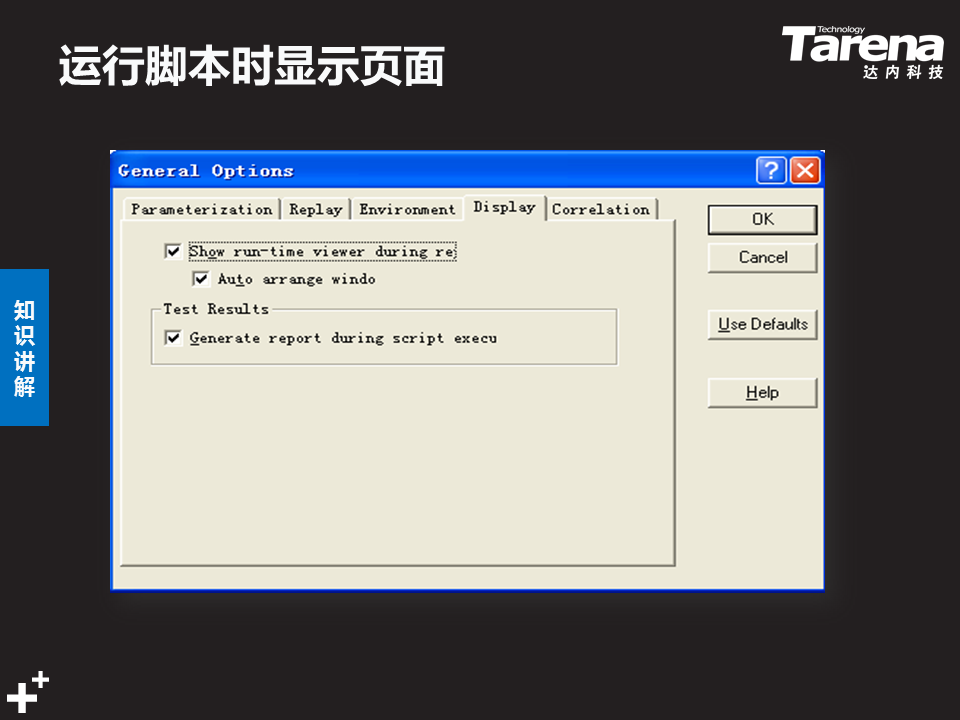 运行脚本时显示页面
Technology
Tarena
达内科技
General Options
Parameterization
Replay
Environment
Display
Correlation
Show run-time viewer during re
Auto arrange windo
Test Results
Generate report during script execu
OK
Cancel
Use Defaults
Help
知识讲解